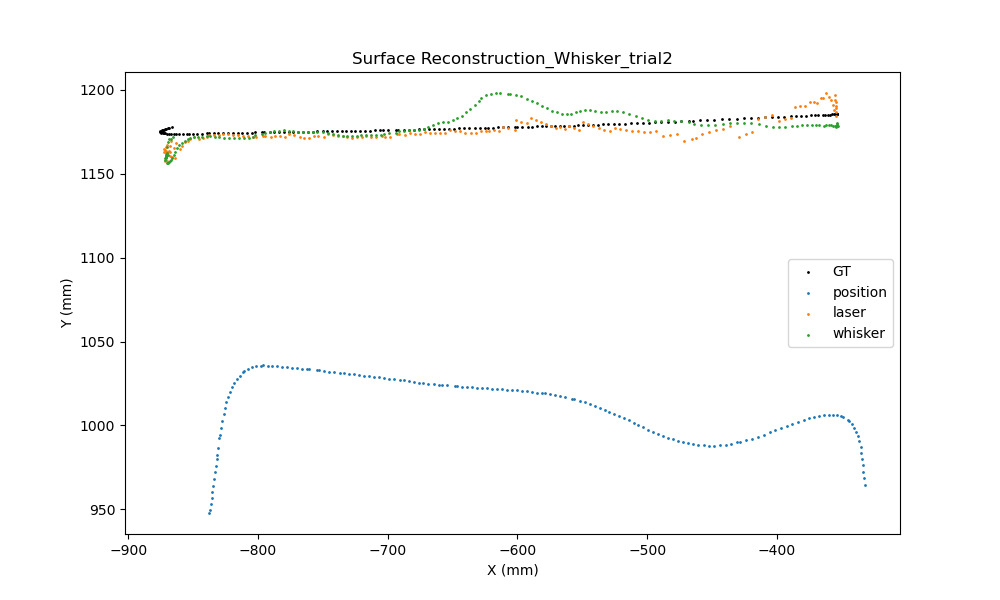 Surface Reconstruction_Whisker_trial2
1200
1150
1100
1050
1000
950
Y (mm)
GT
position
laser
whisker
−900
−800
−700
−600
−500
−400
X (mm)